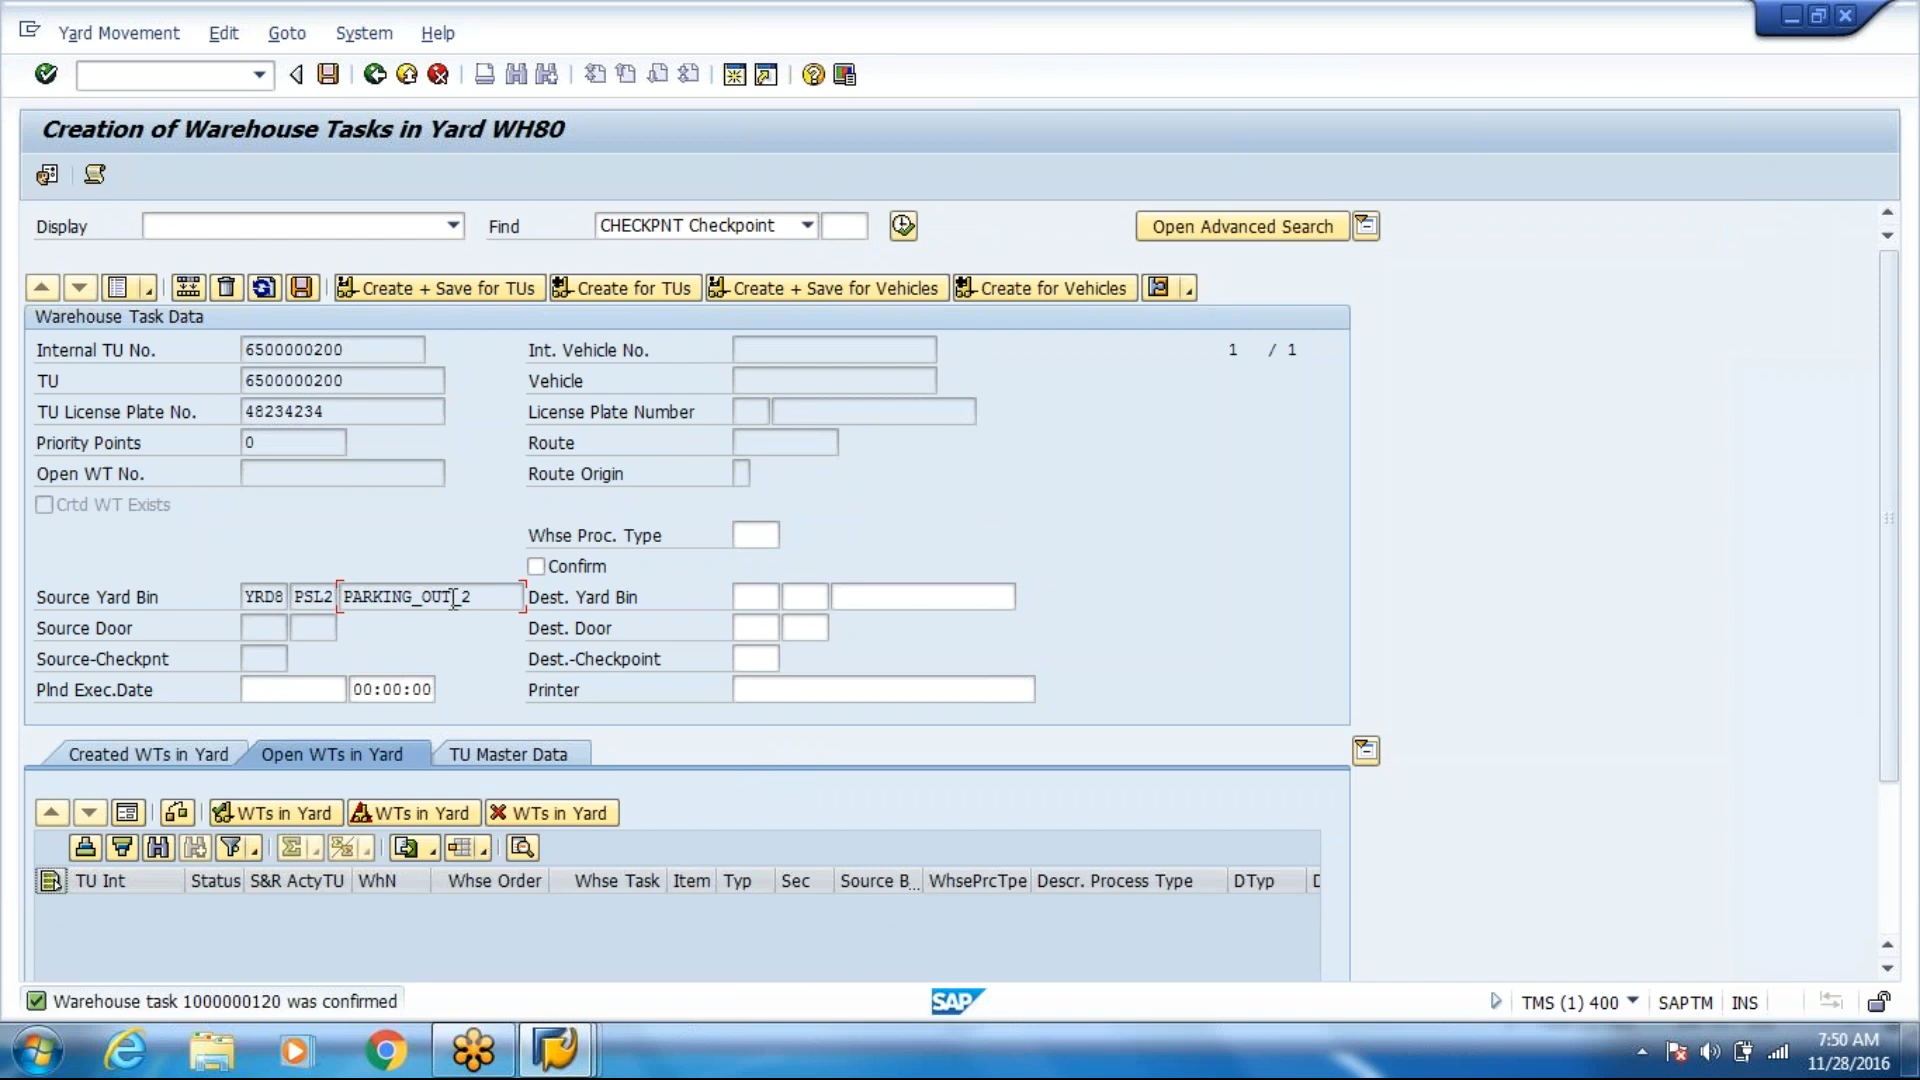 Yard Movement Edit Goto System Help
Creation of Warehouse Tasks in Yard WH80
Display Find CHECKPNT Checkpoint Open Advanced Search
Create + Save for TUs Create for TUs Create + Save for Vehicles Create for Vehicles
Warehouse Task Data
Internal TU No. 6500000200 Int. Vehicle No. 1 / 1
TU 6500000200 Vehicle
TU License Plate No. 48234234 License Plate Number
Priority Points 0 Route
Open WT No. Route Origin
Crtd WT Exists
Whse Proc. Type
Confirm
Source Yard Bin YRD8 PSL2 PARKING_OUT_2 Dest. Yard Bin
Source Door Dest. Door
Source-Checkpnt Dest.-Checkpoint
Plnd Exec.Date 00:00:00 Printer
Created WTs in Yard Open WTs in Yard TU Master Data
WTs in Yard WTs in Yard WTs in Yard
TU Int Status S&R ActyTU WhN Whse Order Whse Task Item Typ Sec Source B... WhsePrcTpe Descr. Process Type DTyp
Warehouse task 1000000120 was confirmed SAP TMS (1) 400 SAPTM INS
7:50 AM
11/28/2016